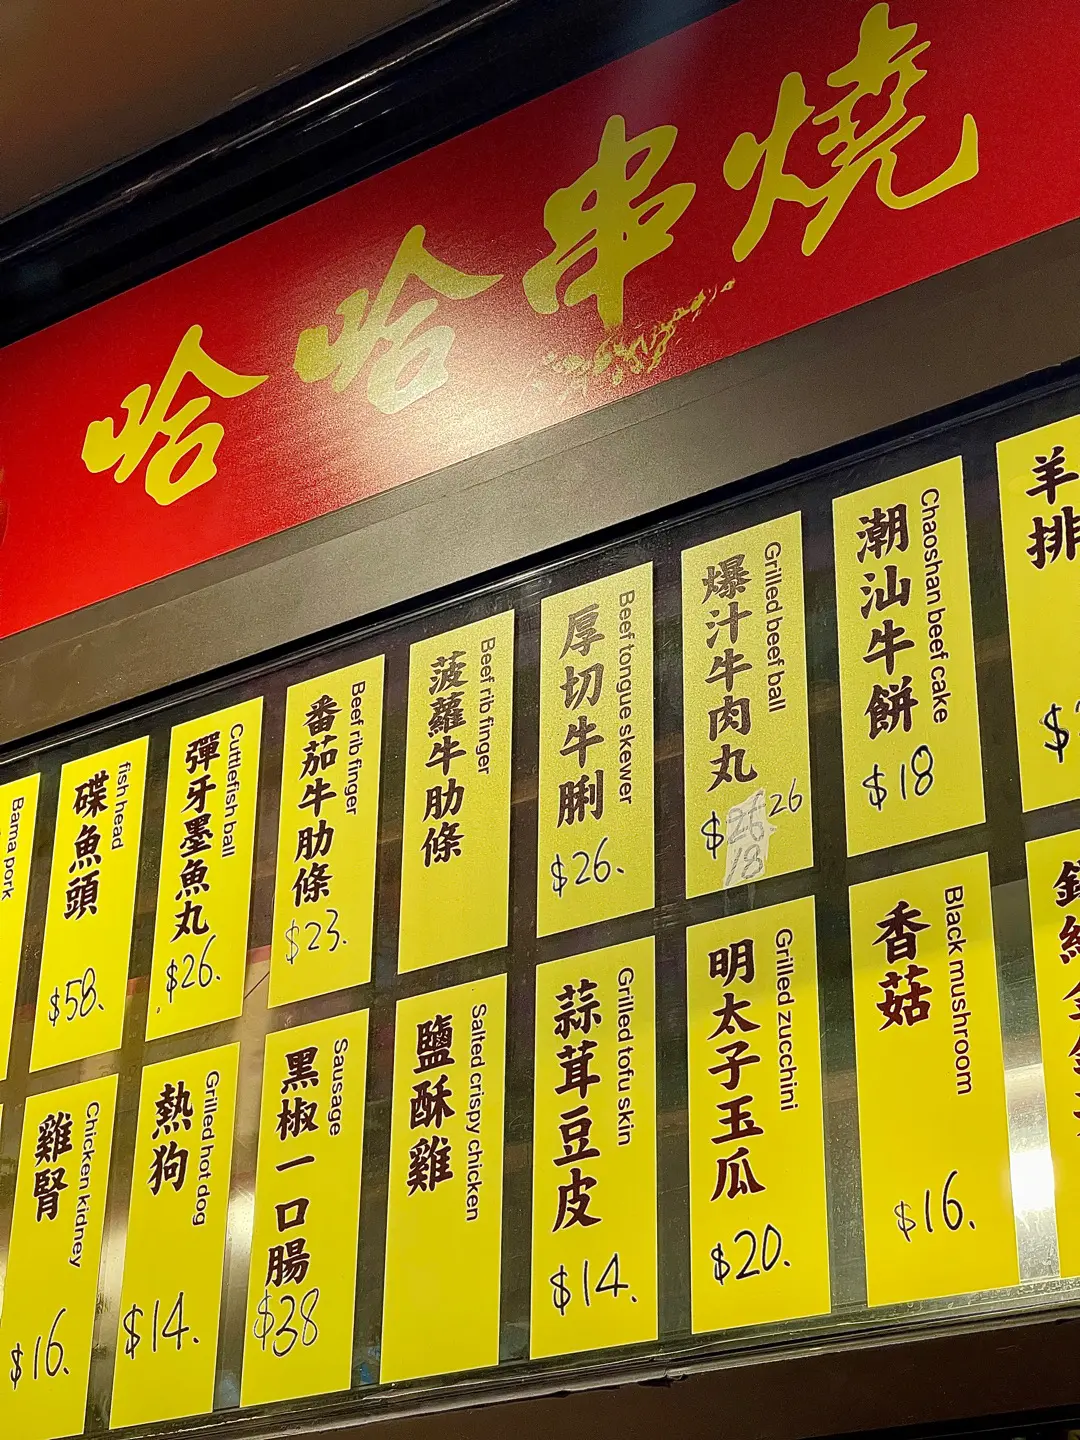 哈哈串燒
Bama pork
碟魚頭
fish head
$58.
彈牙墨魚丸
Cuttlefish ball
$26.
番茄牛肋條
Beef rib finger
$23.
菠蘿牛肋條
Beef rib finger
厚切牛脷
Beef tongue skewer
$26.
爆汁牛肉丸
Grilled beef ball
$26. 26
18
潮汕牛餅
Chaoshan beef cake
$18
羊排
雞腎
Chicken kidney
$16.
熱狗
Grilled hot dog
$14.
黑椒一口腸
Sausage
$38
鹽酥雞
Salted crispy chicken
蒜茸豆皮
Grilled tofu skin
$14.
明太子玉瓜
Grilled zucchini
$20.
香菇
Black mushroom
$16.